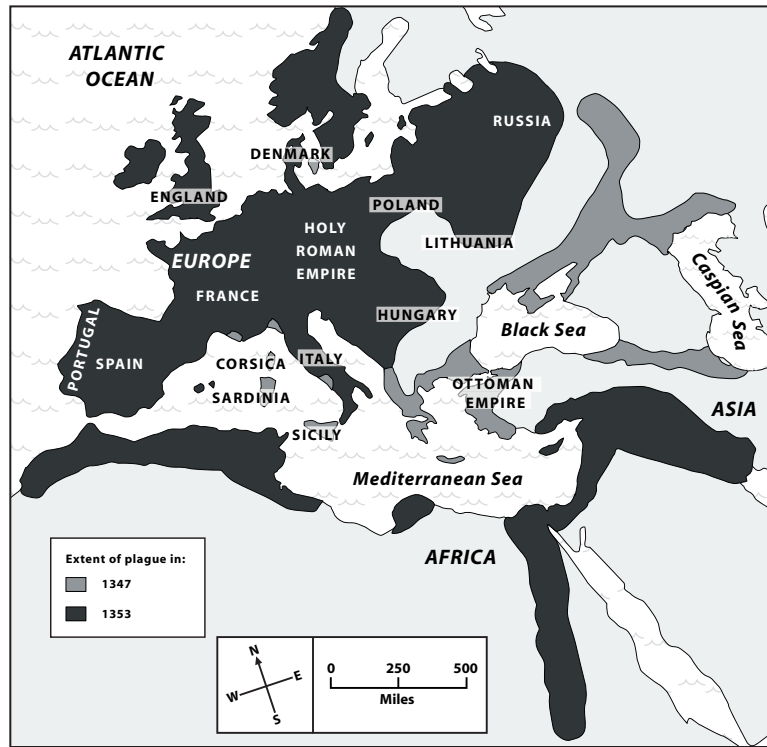 ATLANTIC
OCEAN
RUSSIA
DENMARK
ENGLAND
POLAND
HOLY
ROMAN
EMPIRE
LITHUANIA
EUROPE
Caspian Sea
FRANCE
HUNGARY
Black Sea
PORTUGAL
SPAIN
CORSICA
ITALY
SARDINIA
OTTOMAN
EMPIRE
ASIA
SICILY
Mediterranean Sea
AFRICA
Extent of plague in:
1347
1353
N
W
E
S
0 250 500
Miles